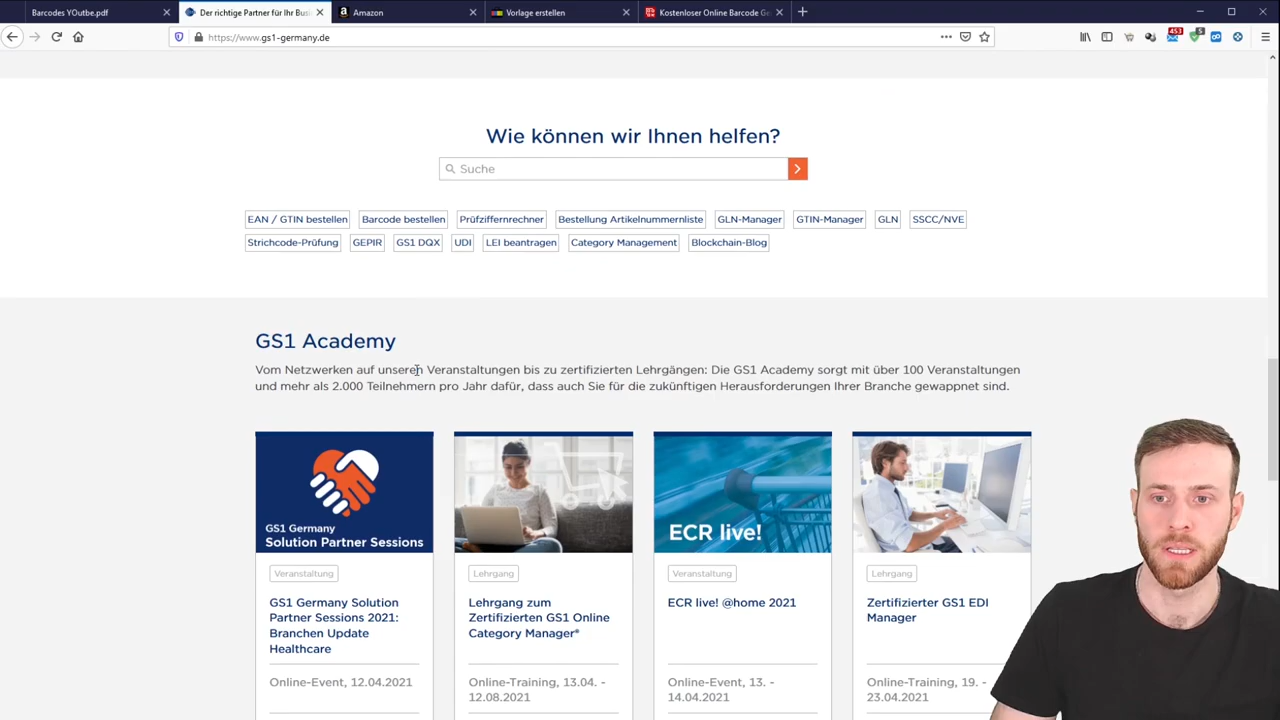 Barcodes YOutbe.pdf
Der richtige Partner für Ihr Busi
Amazon
Vorlage erstellen
Kostenloser Online Barcode Ge
https://www.gs1-germany.de
453
Wie können wir Ihnen helfen?
Suche
EAN / GTIN bestellen Barcode bestellen Prüfziffernrechner Bestellung Artikelnummernliste GLN-Manager GTIN-Manager GLN SSCC/NVE
Strichcode-Prüfung GEPIR GS1 DQX UDI LEI beantragen Category Management Blockchain-Blog
GS1 Academy
Vom Netzwerken auf unseren Veranstaltungen bis zu zertifizierten Lehrgängen: Die GS1 Academy sorgt mit über 100 Veranstaltungen
und mehr als 2.000 Teilnehmern pro Jahr dafür, dass auch Sie für die zukünftigen Herausforderungen Ihrer Branche gewappnet sind.
GS1 Germany
Solution Partner Sessions
Veranstaltung
GS1 Germany Solution
Partner Sessions 2021:
Branchen Update
Healthcare
Online-Event, 12.04.2021
Lehrgang
Lehrgang zum
Zertifizierten GS1 Online
Category Manager®
Online-Training, 13.04. -
12.08.2021
ECR live!
Veranstaltung
ECR live! @home 2021
Online-Event, 13. -
14.04.2021
Lehrgang
Zertifizierter GS1 EDI
Manager
Online-Training, 19. -
23.04.2021